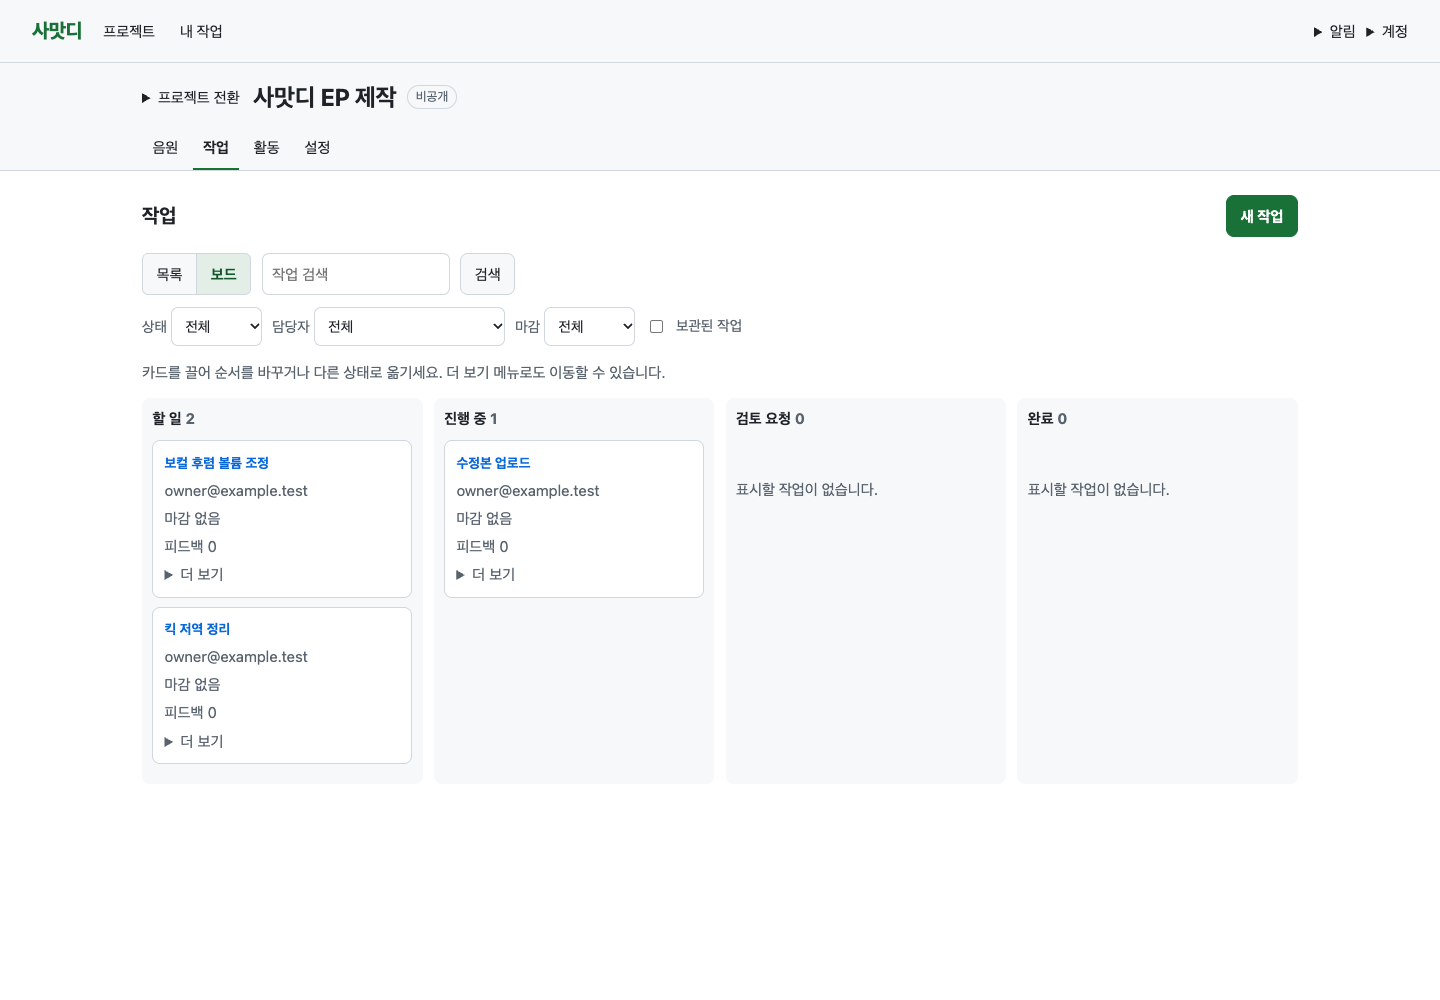 사맛디 프로젝트 내 작업 알림 계정
프로젝트 전환 사맛디 EP 제작 비공개
음원 작업 활동 설정
작업 새 작업
목록 보드 작업 검색 검색
상태 전체 담당자 전체 마감 전체 보관된 작업
카드를 끌어 순서를 바꾸거나 다른 상태로 옮기세요. 더 보기 메뉴로도 이동할 수 있습니다.
할 일 2
보컬 후렴 볼륨 조정
owner@example.test
마감 없음
피드백 0
더 보기
킥 저역 정리
owner@example.test
마감 없음
피드백 0
더 보기
진행 중 1
수정본 업로드
owner@example.test
마감 없음
피드백 0
더 보기
검토 요청 0
표시할 작업이 없습니다.
완료 0
표시할 작업이 없습니다.